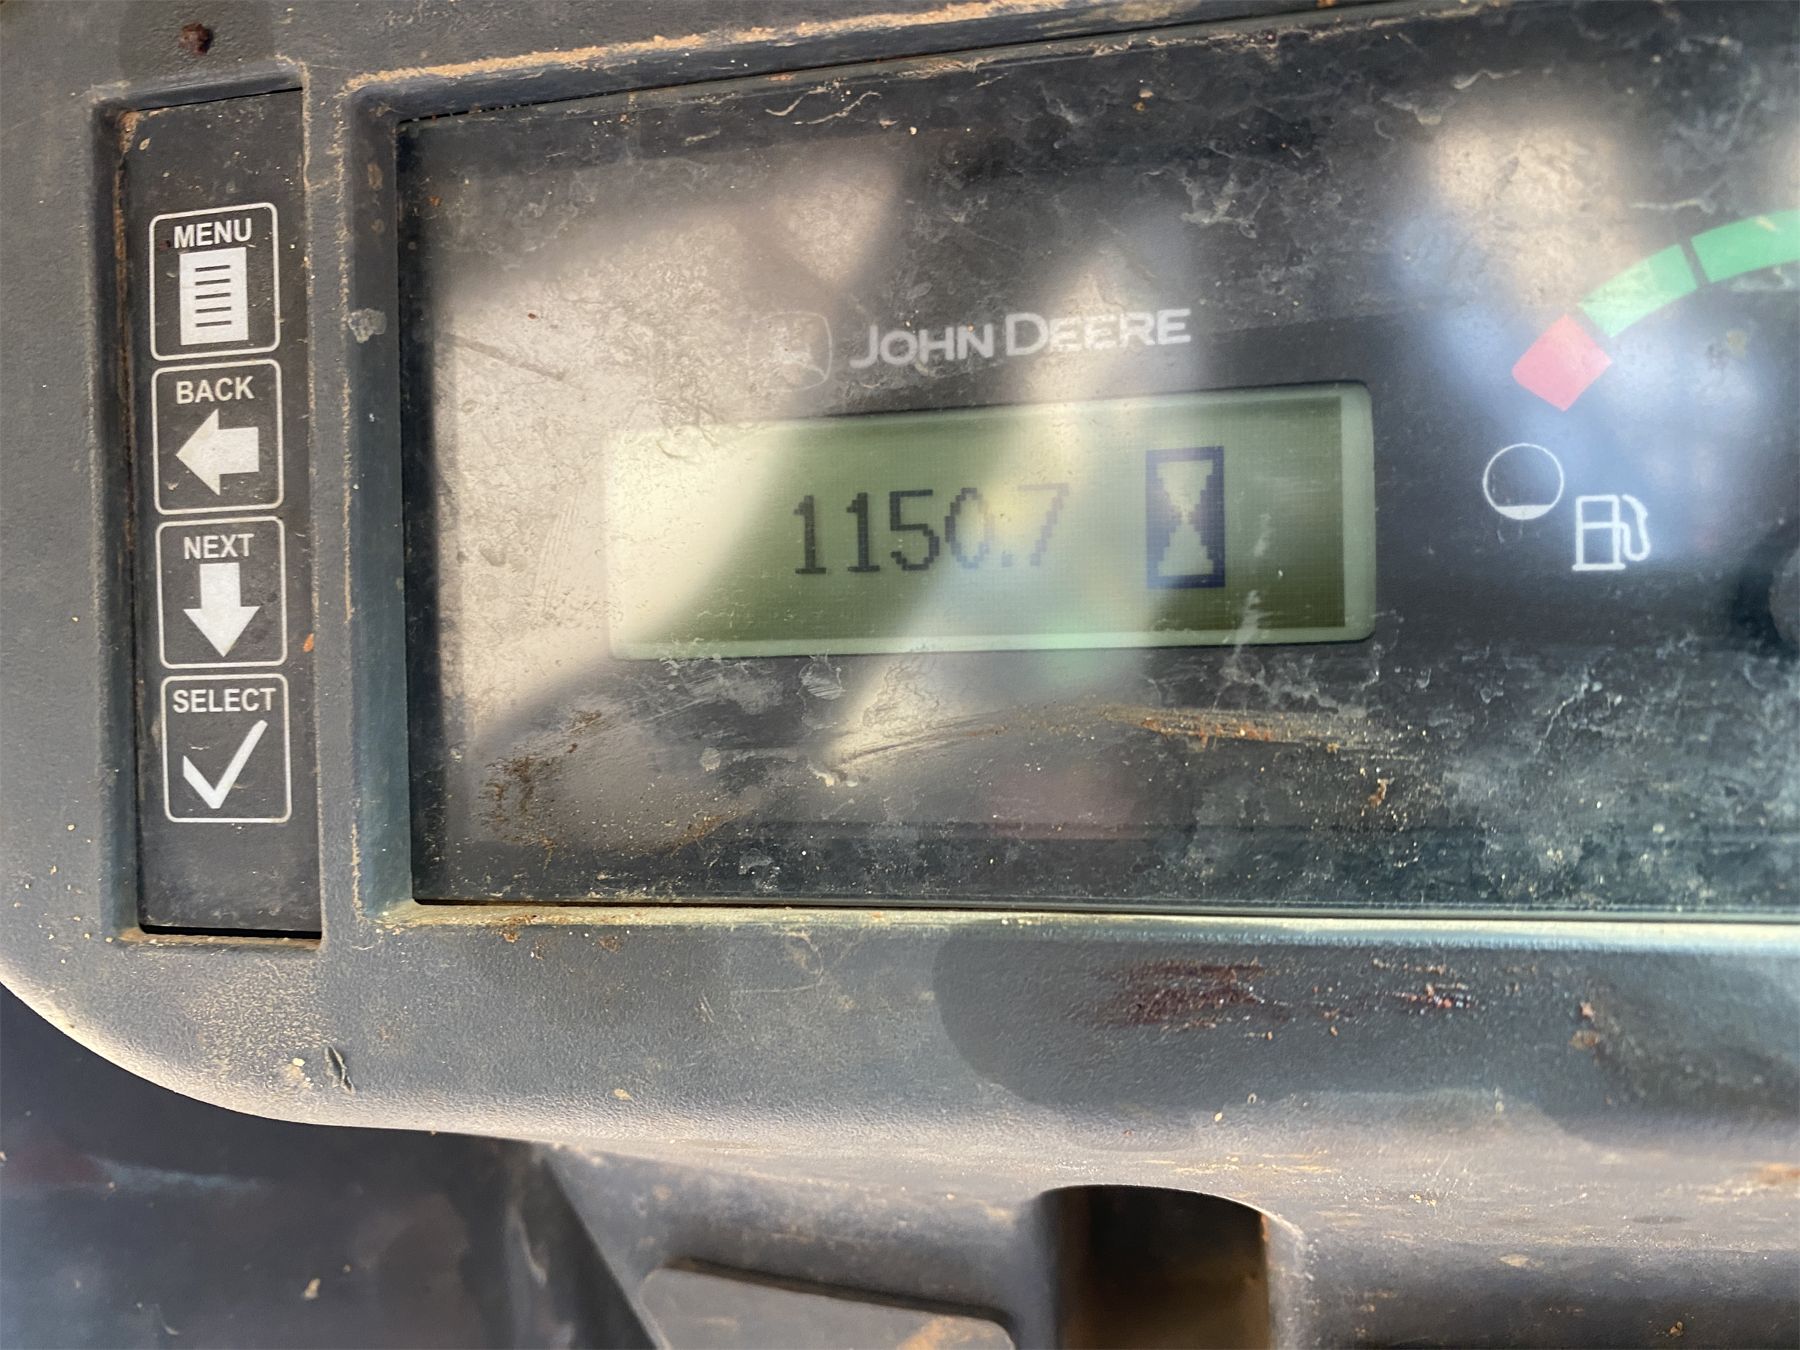 MENU
BACK
NEXT
SELECT
JOHN DEERE
1150.7